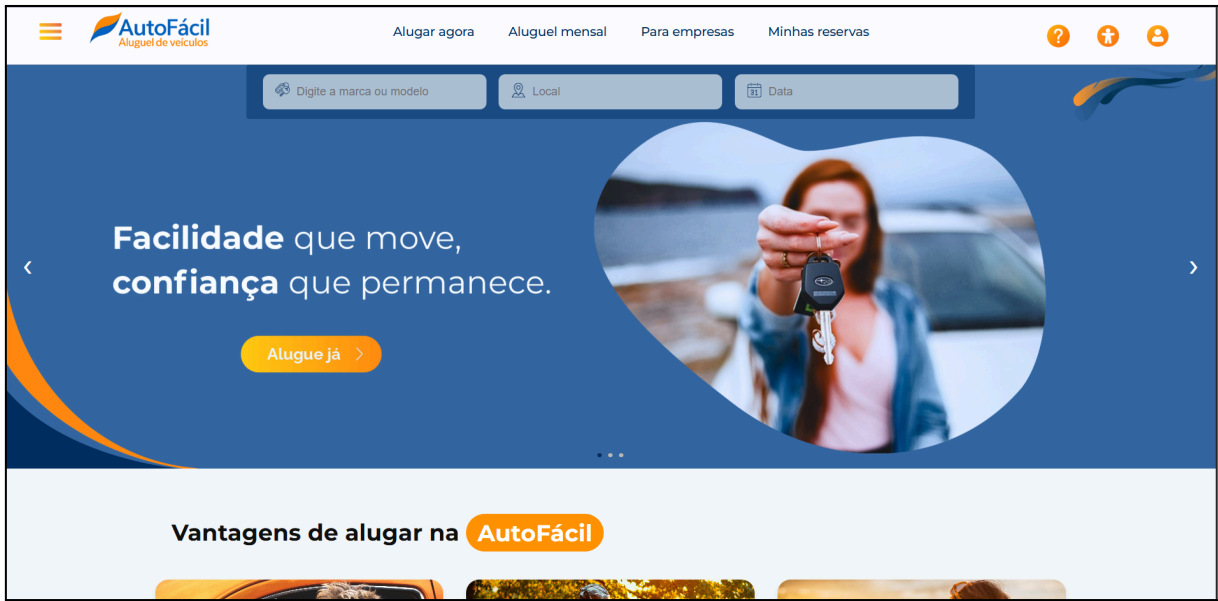 AutoFácil
Aluguel de veículos
Alugar agora
Aluguel mensal
Para empresas
Minhas reservas
?
Digite a marca ou modelo
Local
31
Data
Facilidade que move,
confiança que permanece.
Alugue já
Vantagens de alugar na AutoFácil